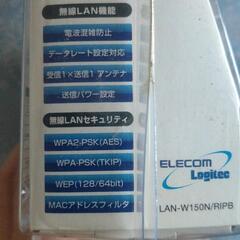 無線LAN機能
電波混雑防止
データレート設定対応
受信1×送信1 アンテナ
送信パワー設定
無線LANセキュリティ
WPA2-PSK(AES)
WPA-PSK(TKIP)
WEP(128/64bit)
MACアドレスフィルタ
ELECOM
Logitec
LAN-W150N/RIPB